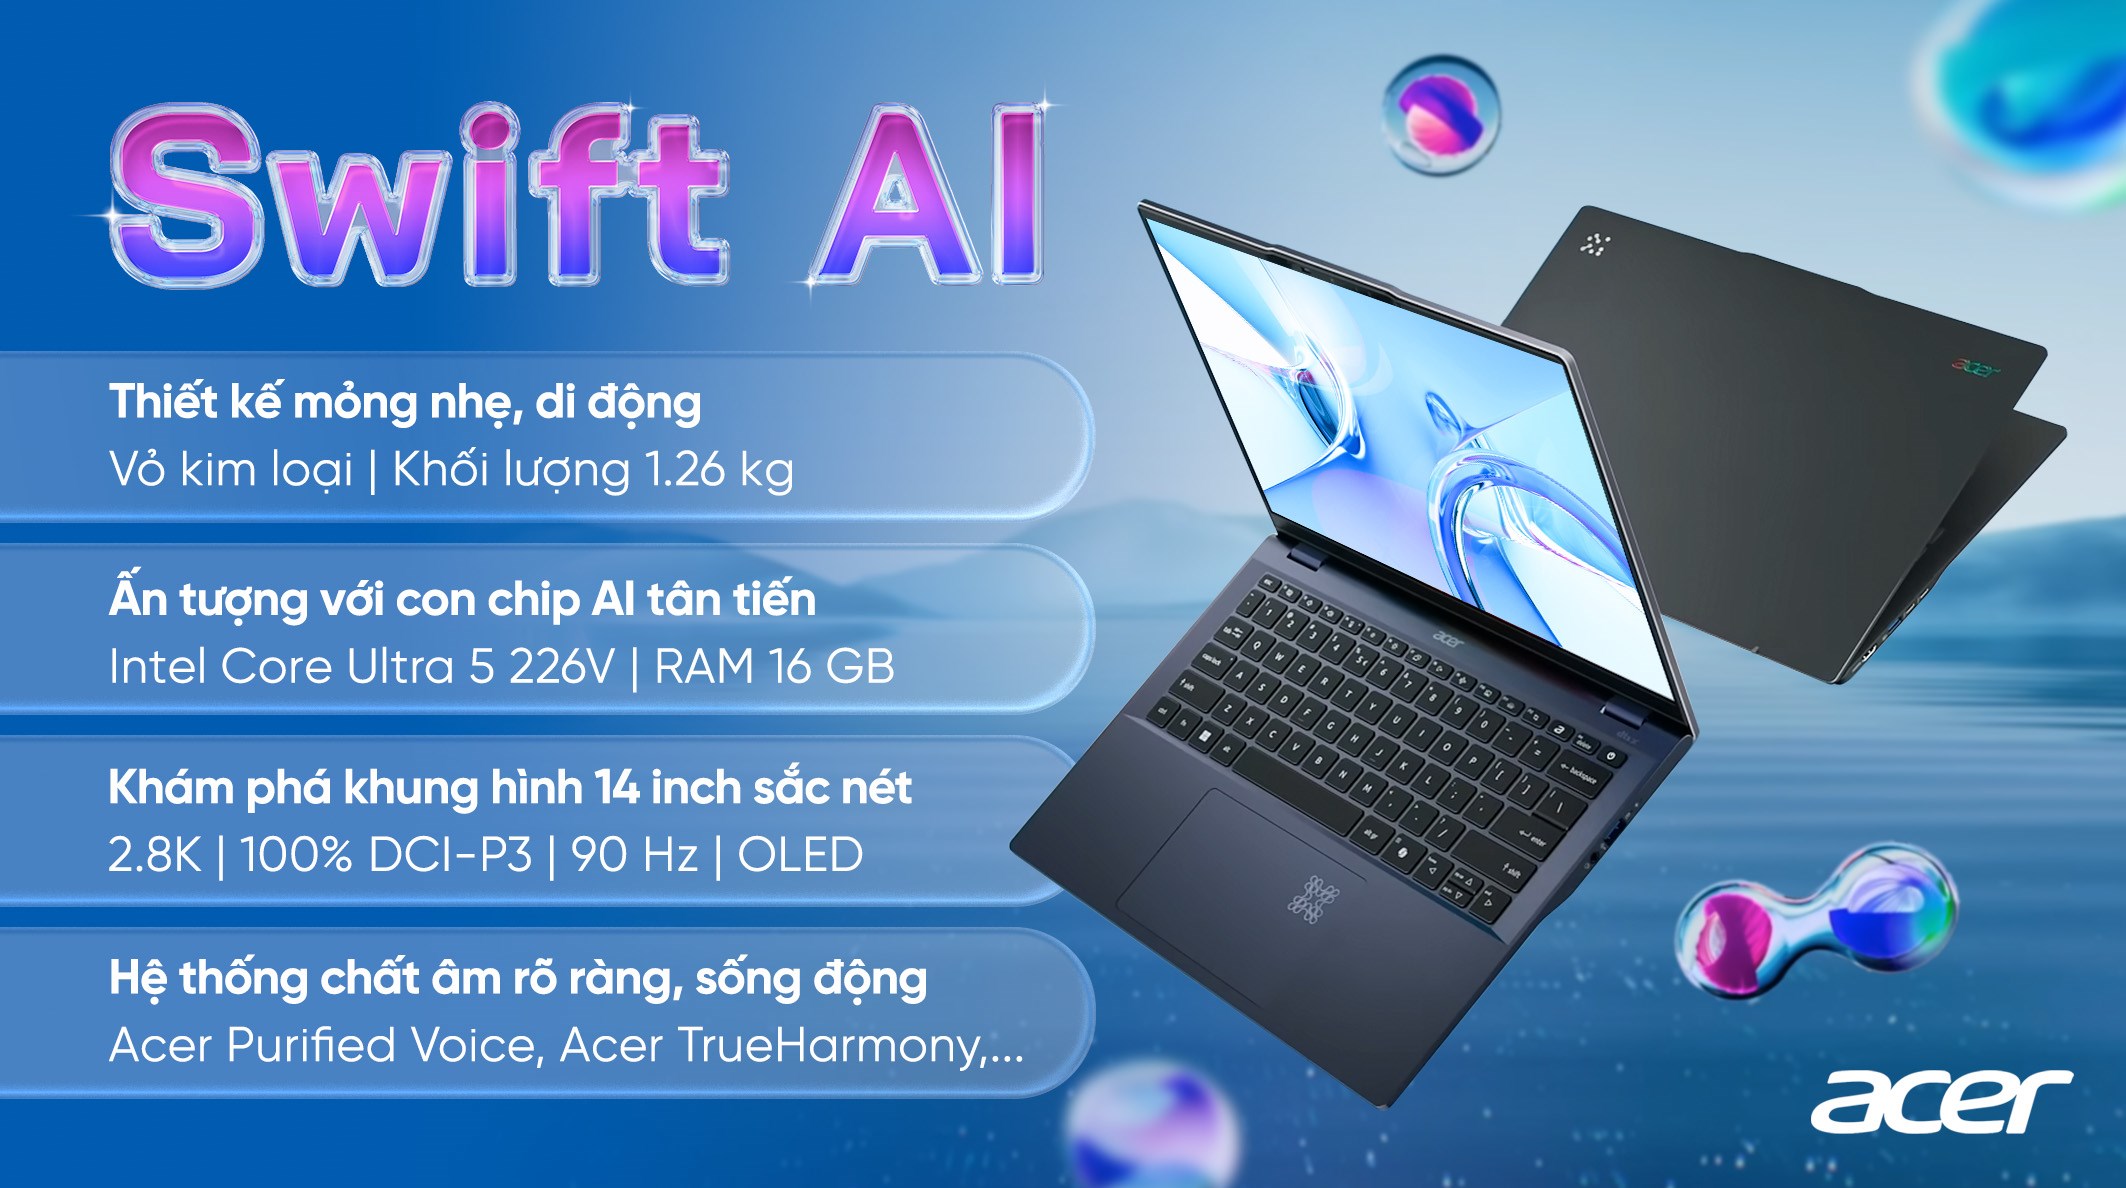 Swift AI
Thiết kế mỏng nhẹ, di động
Vỏ kim loại | Khối lượng 1.26 kg
Ấn tượng với con chip AI tân tiến
Intel Core Ultra 5 226V | RAM 16 GB
Khám phá khung hình 14 inch sắc nét
2.8K | 100% DCI-P3 | 90 Hz | OLED
Hệ thống chất âm rõ ràng, sống động
Acer Purified Voice, Acer TrueHarmony,...
acer
acer
acer